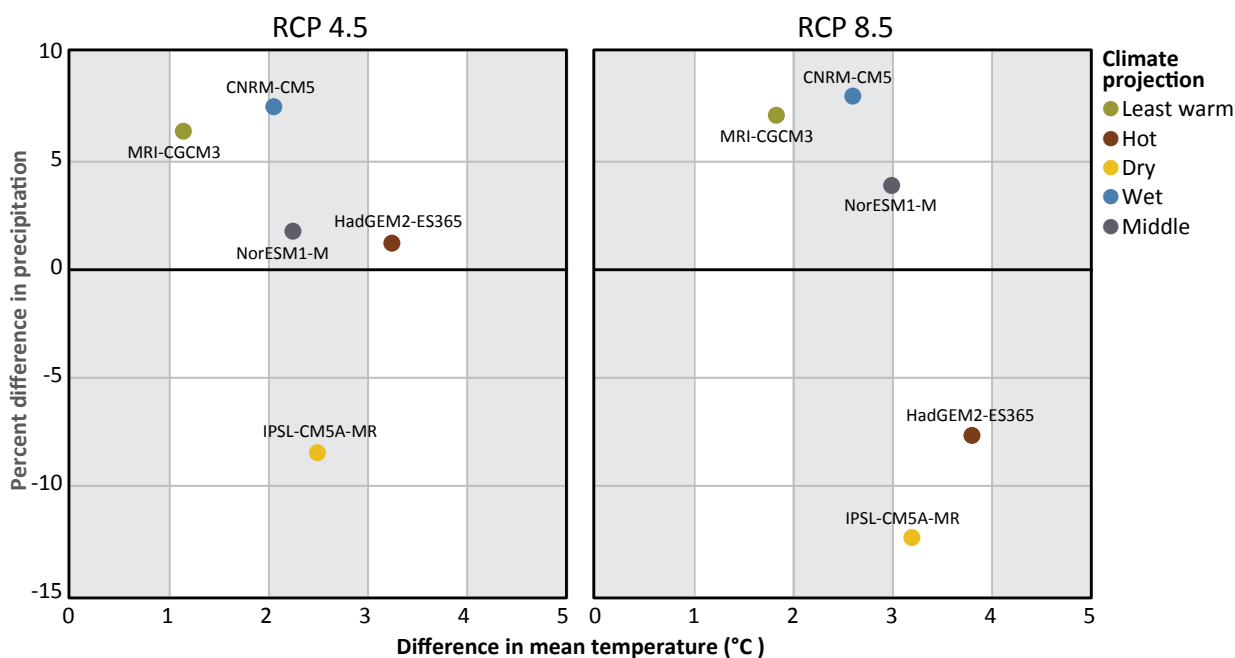 RCP 4.5
RCP 8.5
Percent difference in precipitation
10
5
0
-5
-10
-15
CNRM-CM5
MRI-CGCM3
HadGEM2-ES365
NorESM1-M
IPSL-CM5A-MR
0 1 2 3 4 5
CNRM-CM5
MRI-CGCM3
NorESM1-M
HadGEM2-ES365
IPSL-CM5A-MR
0 1 2 3 4 5
Difference in mean temperature (°C )
Climate
projection
Least warm
Hot
Dry
Wet
Middle